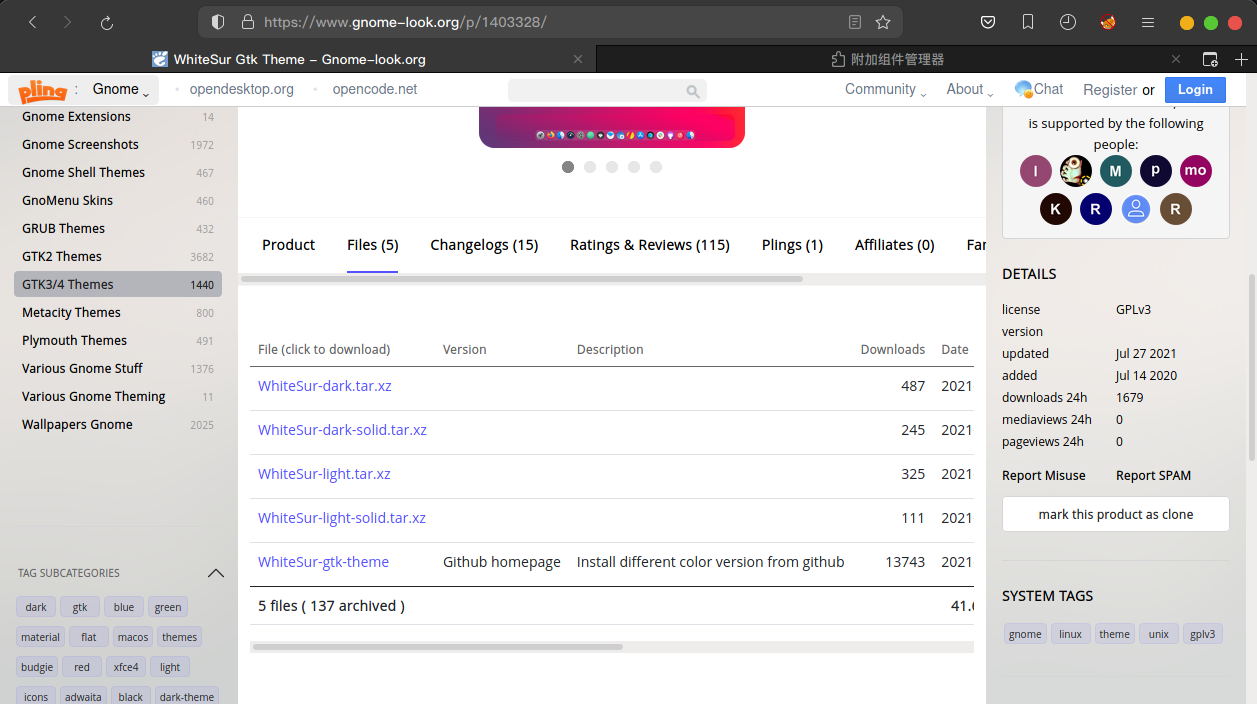 https://www.gnome-look.org/p/1403328/
WhiteSur Gtk Theme – Gnome-look.org
附加组件管理器
pling : Gnome
opendesktop.org
opencode.net
Community
About
Chat
Register or
Login
Gnome Extensions 14
Gnome Screenshots 1972
Gnome Shell Themes 467
GnoMenu Skins 460
GRUB Themes 432
GTK2 Themes 3682
GTK3/4 Themes 1440
Metacity Themes 800
Plymouth Themes 491
Various Gnome Stuff 1376
Various Gnome Theming 11
Wallpapers Gnome 2025
TAG SUBCATEGORIES
dark gtk blue green
material flat macos themes
budgie red xfce4 light
icons adwaita black dark-theme
Product Files (5) Changelogs (15) Ratings & Reviews (115) Plings (1) Affiliates (0) Fan
File (click to download) Version Description Downloads Date
WhiteSur-dark.tar.xz 487 2021
WhiteSur-dark-solid.tar.xz 245 2021
WhiteSur-light.tar.xz 325 2021
WhiteSur-light-solid.tar.xz 111 2021
WhiteSur-gtk-theme Github homepage Install different color version from github 13743 2021
5 files ( 137 archived ) 41.6
is supported by the following
people:
I M p mo
K R R
DETAILS
license GPLv3
version
updated Jul 27 2021
added Jul 14 2020
downloads 24h 1679
mediaviews 24h 0
pageviews 24h 0
Report Misuse Report SPAM
mark this product as clone
SYSTEM TAGS
gnome linux theme unix gplv3